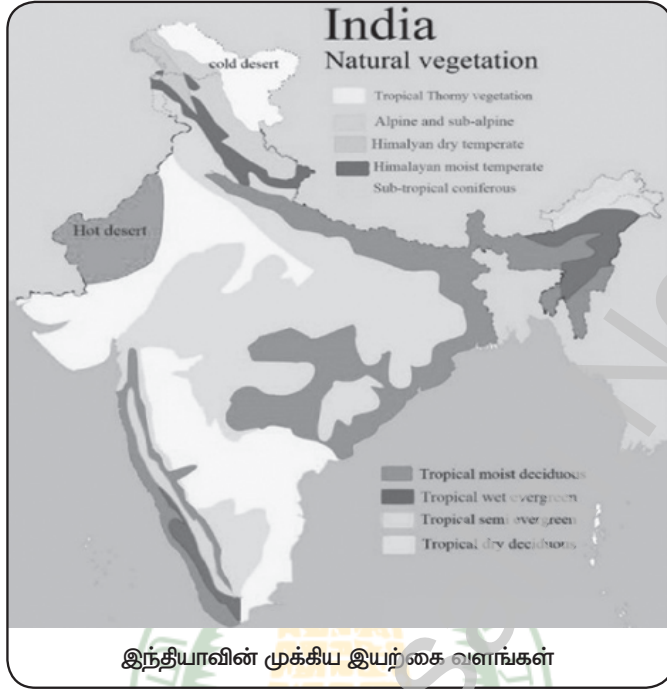 India
Natural vegetation
cold desert
Tropical Thorny vegetation
Alpine and sub-alpine
Himalyan dry temperate
Himalayan moist temperate
Sub-tropical coniferous
Hot desert
Tropical moist deciduous
Tropical wet evergreen
Tropical semi evergreen
Tropical dry deciduous
இந்தியாவின் முக்கிய இயற்கை வளங்கள்